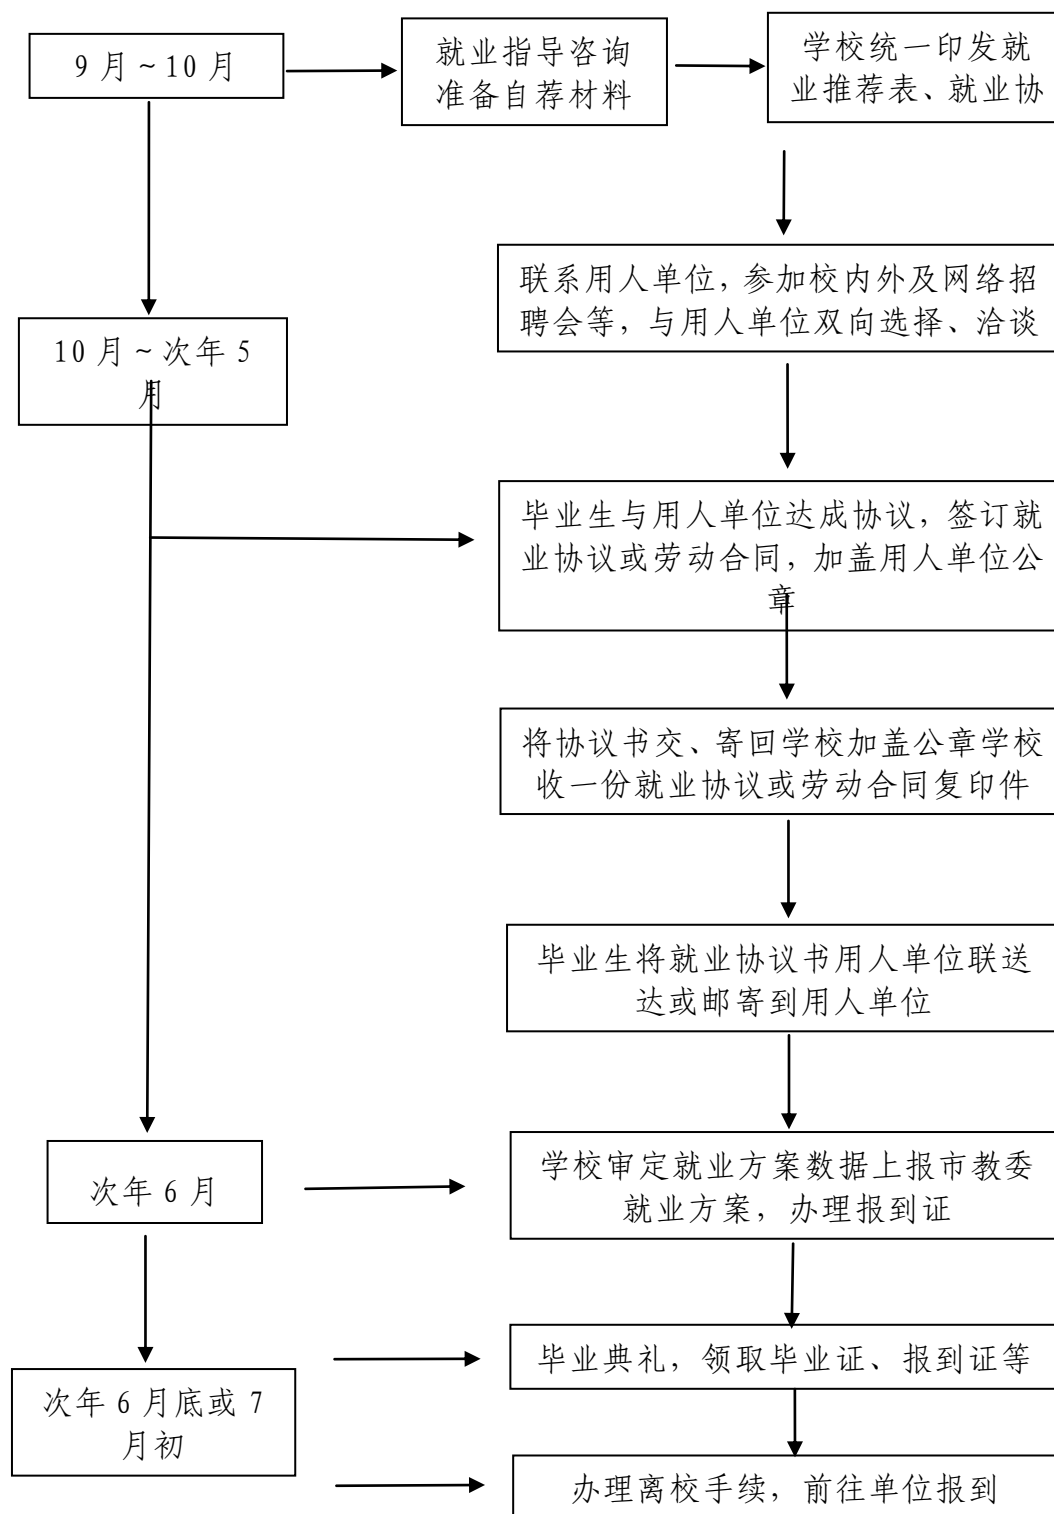 9月~10月
就业指导咨询
准备自荐材料
学校统一印发就
业推荐表、就业协
联系用人单位，参加校内外及网络招
聘会等，与用人单位双向选择、洽谈
10月~次年5
月
毕业生与用人单位达成协议，签订就
业协议或劳动合同，加盖用人单位公
章
将协议书交、寄回学校加盖公章学校
收一份就业协议或劳动合同复印件
毕业生将就业协议书用人单位联送
达或邮寄到用人单位
次年6月
学校审定就业方案数据上报市教委
就业方案，办理报到证
毕业典礼，领取毕业证、报到证等
次年6月底或7
月初
办理离校手续，前往单位报到